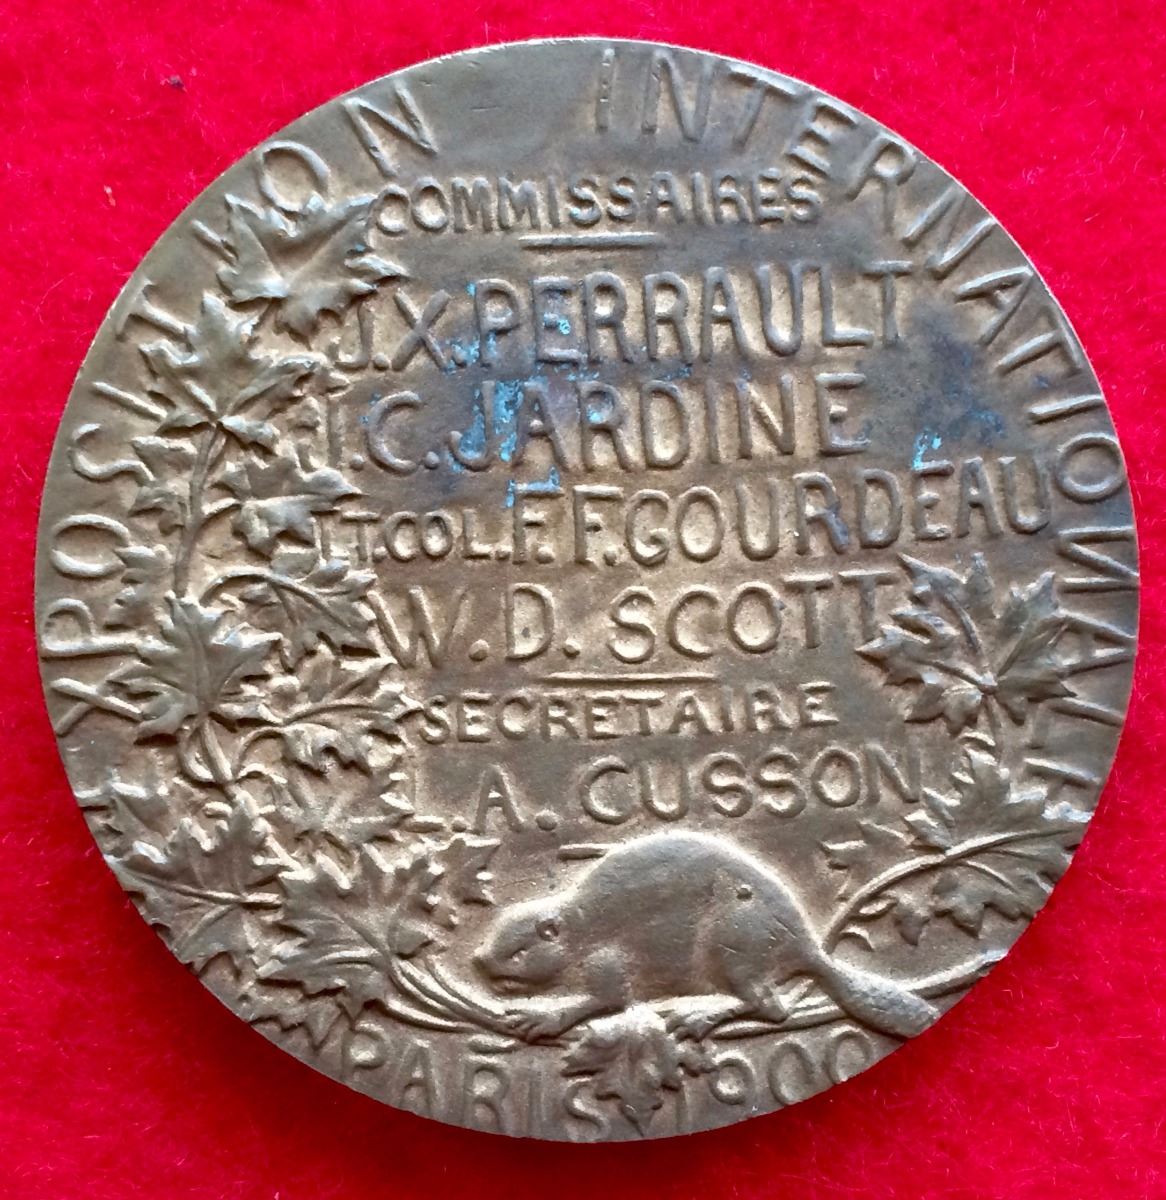 EXPOSITION INTERNATIONALE
COMMISSAIRES
J.X.PERRAULT
J.C.JARDINE
LT.COL.F.F.GOURDEAU
W.D.SCOTT
SECRETAIRE
L.A.CUSSON
PARIS 1900